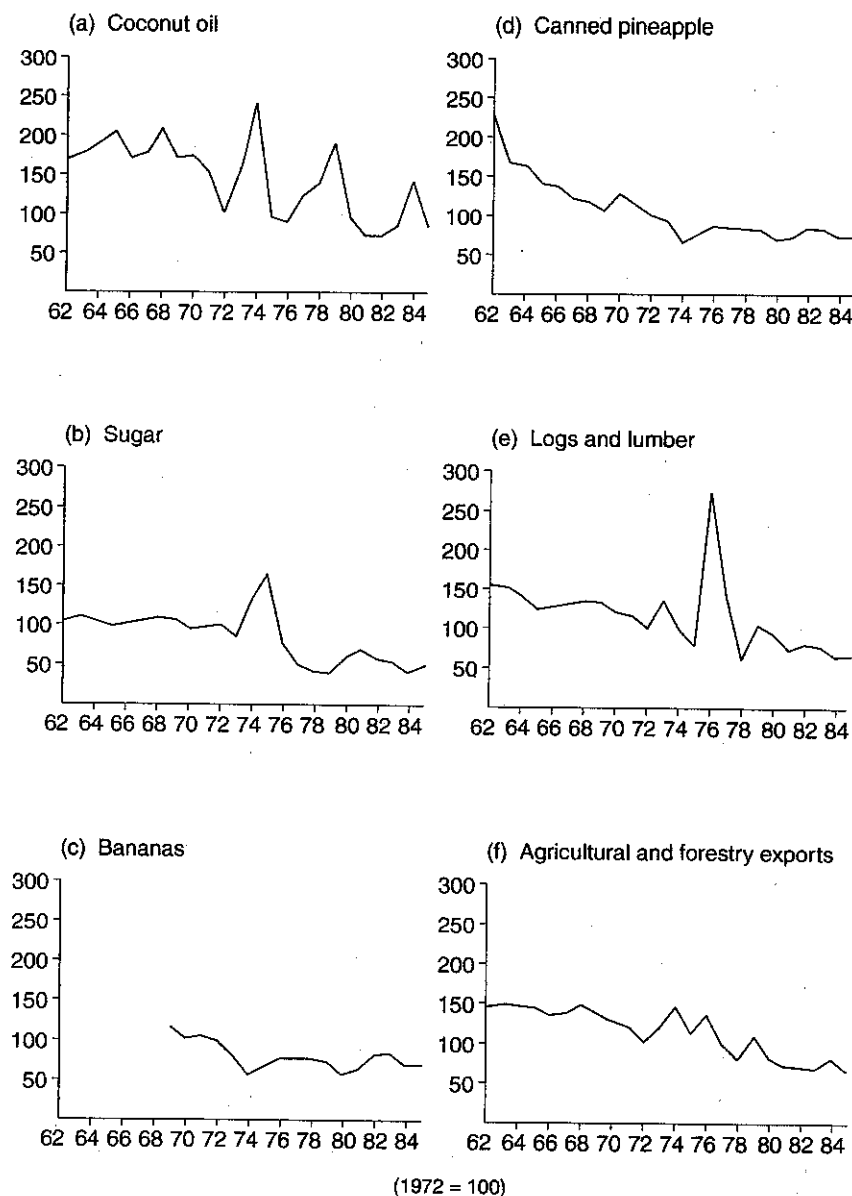 (a) Coconut oil
300
250
200
150
100
50
62 64 66 68 70 72 74 76 78 80 82 84
(d) Canned pineapple
300
250
200
150
100
50
62 64 66 68 70 72 74 76 78 80 82 84
(b) Sugar
300
250
200
150
100
50
62 64 66 68 70 72 74 76 78 80 82 84
(e) Logs and lumber
300
250
200
150
100
50
62 64 66 68 70 72 74 76 78 80 82 84
(c) Bananas
300
250
200
150
100
50
62 64 66 68 70 72 74 76 78 80 82 84
(f) Agricultural and forestry exports
300
250
200
150
100
50
62 64 66 68 70 72 74 76 78 80 82 84
(1972 = 100)